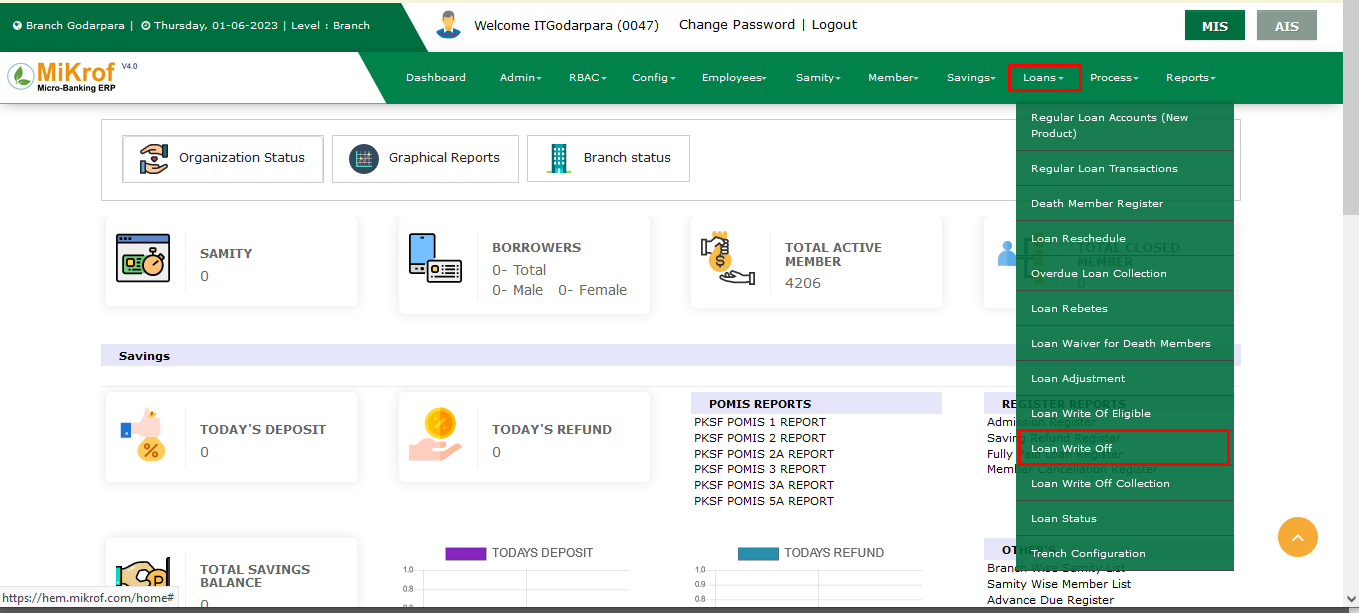 Branch Godarpara | Thursday, 01-06-2023 | Level : Branch
Welcome ITGodarpara (0047) Change Password | Logout
MIS AIS
MiKrof V4.0
Micro-Banking ERP
Dashboard Admin RBAC Config Employees Samity Member Savings Loans Process Reports
Regular Loan Accounts (New
Product)
Regular Loan Transactions
Death Member Register
Loan Reschedule
Overdue Loan Collection
Loan Rebetes
Loan Waiver for Death Members
Loan Adjustment
Loan Write Of Eligible
Loan Write Off
Loan Write Off Collection
Loan Status
Trench Configuration
Organization Status Graphical Reports Branch status
SAMITY
0
BORROWERS
0- Total
0- Male 0- Female
TOTAL ACTIVE
MEMBER
4206
TOTAL CLOSED
MEMBER
0
Savings
TODAY'S DEPOSIT
0
TODAY'S REFUND
0
POMIS REPORTS
PKSF POMIS 1 REPORT
PKSF POMIS 2 REPORT
PKSF POMIS 2A REPORT
PKSF POMIS 3 REPORT
PKSF POMIS 3A REPORT
PKSF POMIS 5A REPORT
REGISTER REPORTS
Admission Register
Saving Refund Register
Fully Paid Loan Register
Member Cancellation Register
TOTAL SAVINGS
BALANCE
0
TODAYS DEPOSIT
1.0
0.8
TODAYS REFUND
1.0
0.9
0.8
Branch Wise Samity List
Samity Wise Member List
Advance Due Register
https://hem.mikrof.com/home#